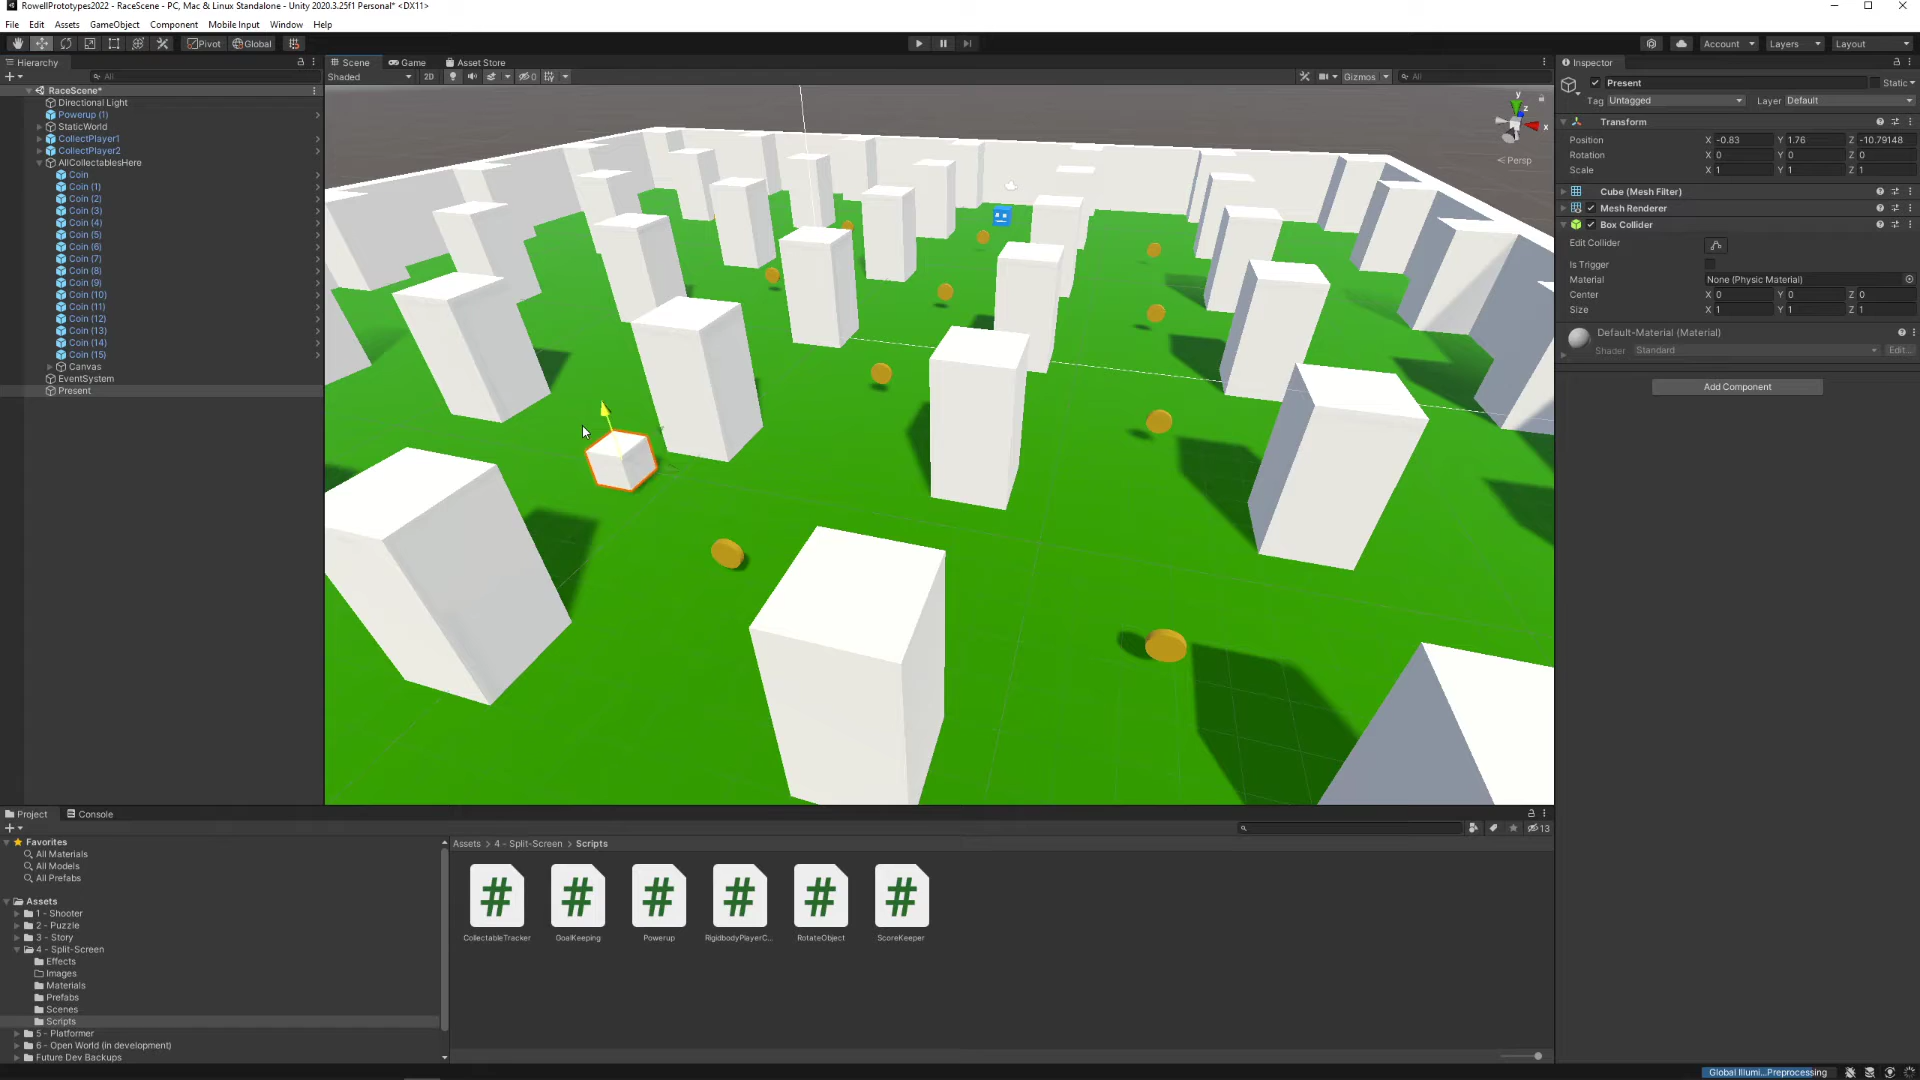 RowellPrototypes2022 - RaceScene - PC, Mac & Linux Standalone - Unity 2020.3.25f1 Personal* <DX11>
File Edit Assets GameObject Component Mobile Input Window Help
Pivot Global Account Layers Layout
Hierarchy
All
RaceScene*
Directional Light
Powerup (1)
StaticWorld
CollectPlayer1
CollectPlayer2
AllCollectablesHere
Coin
Coin (1)
Coin (2)
Coin (3)
Coin (4)
Coin (5)
Coin (6)
Coin (7)
Coin (8)
Coin (9)
Coin (10)
Coin (11)
Coin (12)
Coin (13)
Coin (14)
Coin (15)
Canvas
EventSystem
Present
Scene Game Asset Store
Shaded 2D 0 Gizmos All
y
z
x
Persp
Inspector
Present Static
Tag Untagged Layer Default
Transform
Position X -0.83 Y 1.76 Z -10.79148
Rotation X 0 Y 0 Z 0
Scale X 1 Y 1 Z 1
Cube (Mesh Filter)
Mesh Renderer
Box Collider
Edit Collider
Is Trigger
Material None (Physic Material)
Center X 0 Y 0 Z 0
Size X 1 Y 1 Z 1
Default-Material (Material)
Shader Standard Edit...
Add Component
Project Console
13
Favorites
All Materials
All Models
All Prefabs
Assets
1 - Shooter
2 - Puzzle
3 - Story
4 - Split-Screen
Effects
Images
Materials
Prefabs
Scenes
Scripts
5 - Platformer
6 - Open World (in development)
Future Dev Backups
Assets > 4 - Split-Screen > Scripts
# # # # # #
CollectableTracker GoalKeeping Powerup RigidbodyPlayerC... RotateObject ScoreKeeper
Global Illumi...Preprocessing